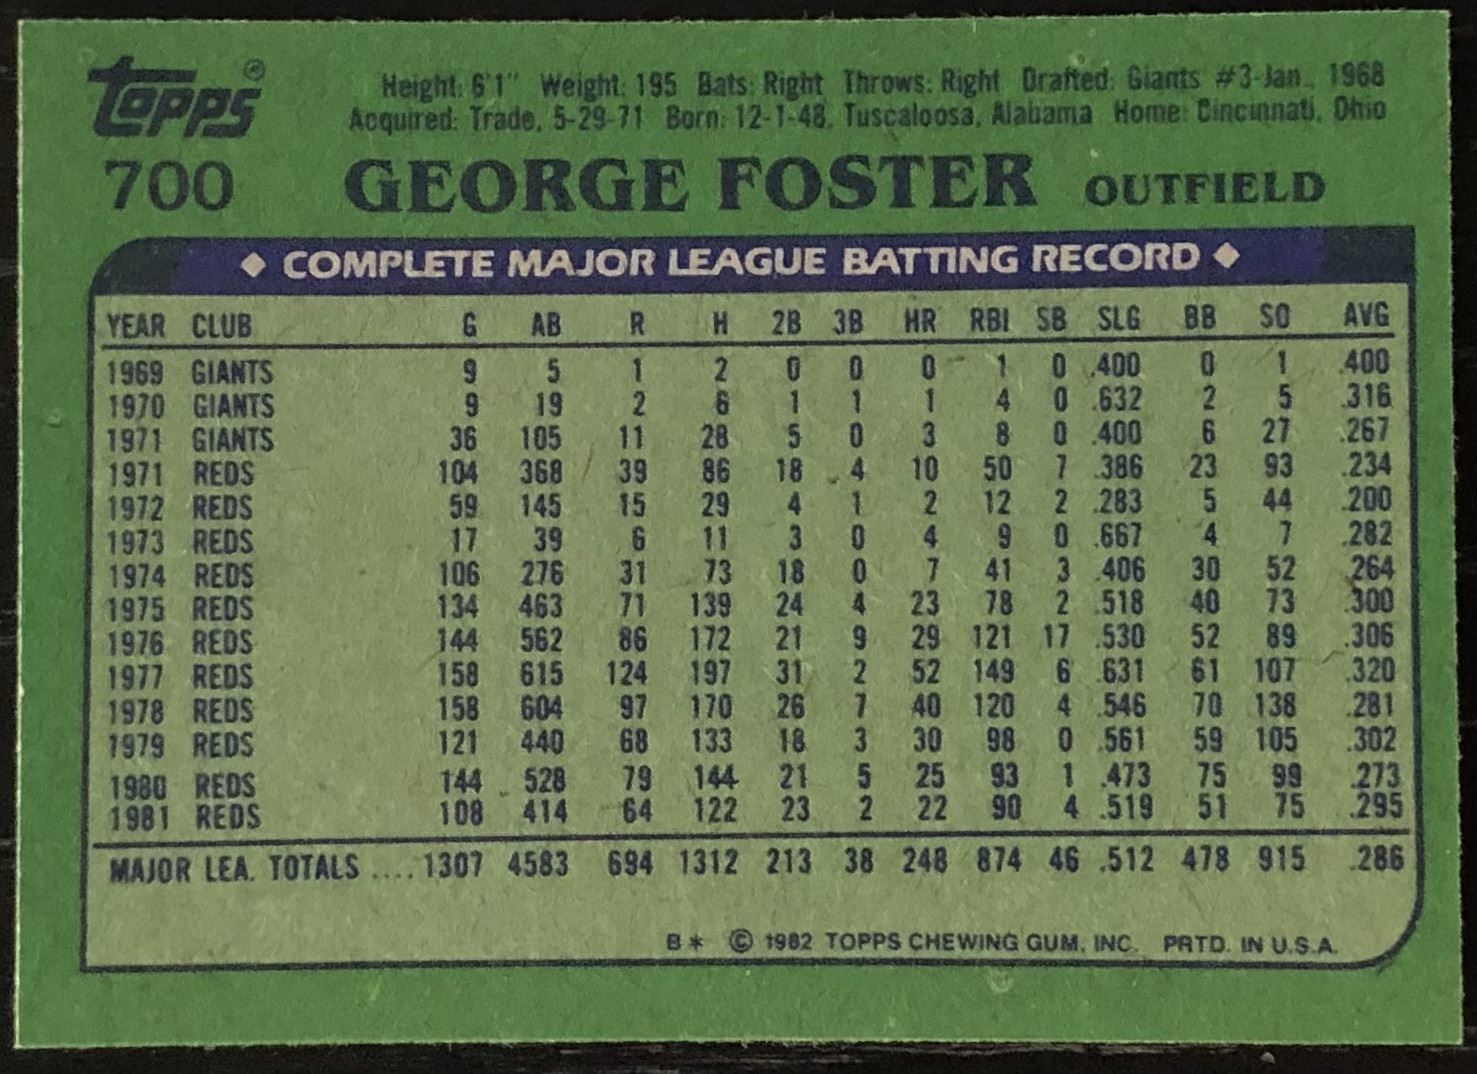 Topps®
Height: 6'1" Weight: 195 Bats: Right Throws: Right Drafted: Giants #3-Jan., 1968
Acquired: Trade, 5-29-71 Born: 12-1-48, Tuscaloosa, Alabama Home: Cincinnati, Ohio
700 GEORGE FOSTER OUTFIELD
◆ COMPLETE MAJOR LEAGUE BATTING RECORD ◆
YEAR CLUB G AB R H 2B 3B HR RBI SB SLG BB SO AVG
1969 GIANTS 9 5 1 2 0 0 0 1 0 .400 0 1 .400
1970 GIANTS 9 19 2 6 1 1 1 4 0 .632 2 5 .316
1971 GIANTS 36 105 11 28 5 0 3 8 0 .400 6 27 .267
1971 REDS 104 368 39 86 18 4 10 50 7 .386 23 93 .234
1972 REDS 59 145 15 29 4 1 2 12 2 .283 5 44 .200
1973 REDS 17 39 6 11 3 0 4 9 0 .667 4 7 .282
1974 REDS 106 276 31 73 18 0 7 41 3 .406 30 52 .264
1975 REDS 134 463 71 139 24 4 23 78 2 .518 40 73 .300
1976 REDS 144 562 86 172 21 9 29 121 17 .530 52 89 .306
1977 REDS 158 615 124 197 31 2 52 149 6 .631 61 107 .320
1978 REDS 158 604 97 170 26 7 40 120 4 .546 70 138 .281
1979 REDS 121 440 68 133 18 3 30 98 0 .561 59 105 .302
1980 REDS 144 528 79 144 21 5 25 93 1 .473 75 99 .273
1981 REDS 108 414 64 122 23 2 22 90 4 .519 51 75 .295
MAJOR LEA. TOTALS .... 1307 4583 694 1312 213 38 248 874 46 .512 478 915 .286
B* © 1982 TOPPS CHEWING GUM, INC. PRTD. IN U.S.A.